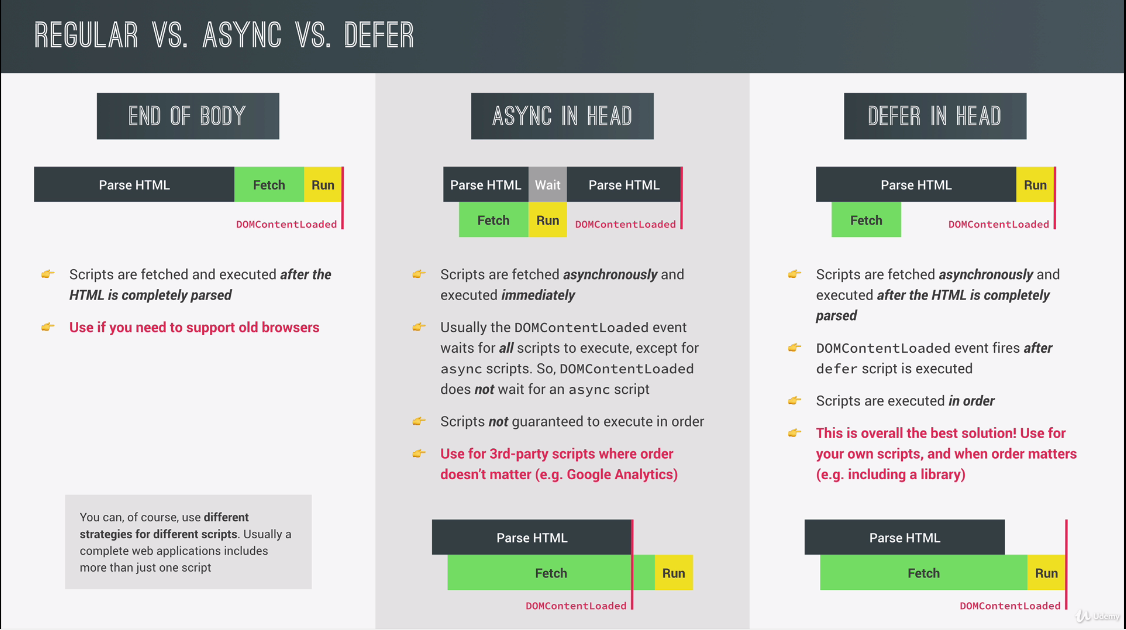 REGULAR VS. ASYNC VS. DEFER
END OF BODY
Parse HTML
Fetch
Run
DOMContentLoaded
Scripts are fetched and executed after the
HTML is completely parsed
Use if you need to support old browsers
You can, of course, use different
strategies for different scripts. Usually a
complete web applications includes
more than just one script
ASYNC IN HEAD
Parse HTML
Wait
Parse HTML
Fetch
Run
DOMContentLoaded
Scripts are fetched asynchronously and
executed immediately
Usually the DOMContentLoaded event
waits for all scripts to execute, except for
async scripts. So, DOMContentLoaded
does not wait for an async script
Scripts not guaranteed to execute in order
Use for 3rd-party scripts where order
doesn't matter (e.g. Google Analytics)
Parse HTML
Fetch
Run
DOMContentLoaded
DEFER IN HEAD
Parse HTML
Run
Fetch
DOMContentLoaded
Scripts are fetched asynchronously and
executed after the HTML is completely
parsed
DOMContentLoaded event fires after
defer script is executed
Scripts are executed in order
This is overall the best solution! Use for
your own scripts, and when order matters
(e.g. including a library)
Parse HTML
Fetch
Run
DOMContentLoaded
Udemy